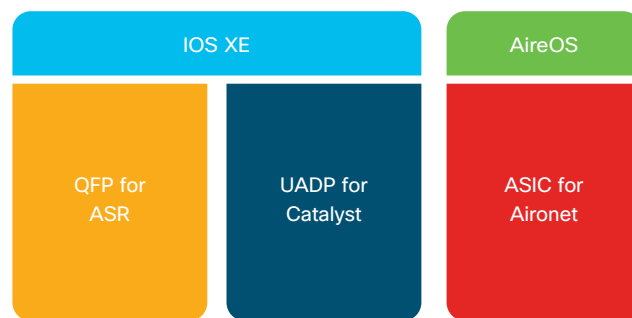 IOS XE
AireOS
QFP for
ASR
UADP for
Catalyst
ASIC for
Aironet